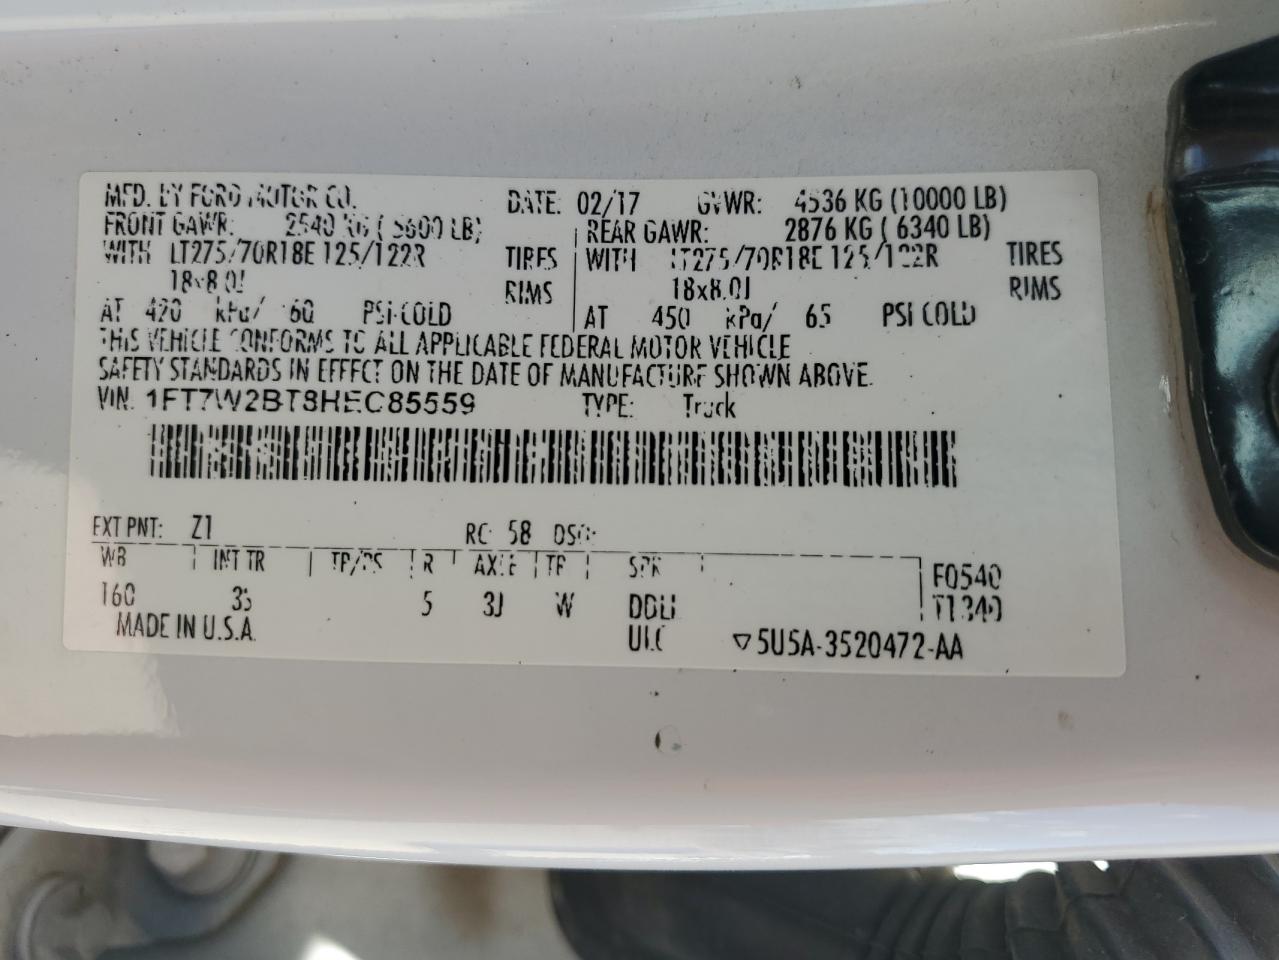 MFD. BY FORD MOTOR CO. DATE: 02/17 GVWR: 4536 KG (10000 LB)
FRONT GAWR: 2540 KG ( 5600 LB) REAR GAWR: 2876 KG ( 6340 LB)
WITH LT275/70R18E 125/122R TIRES WITH LT275/70R18E 125/122R TIRES
18x8.0J RIMS 18x8.0J RIMS
AT 420 kPa/ 60 PSI COLD AT 450 kPa/ 65 PSI COLD
THIS VEHICLE CONFORMS TO ALL APPLICABLE FEDERAL MOTOR VEHICLE
SAFETY STANDARDS IN EFFECT ON THE DATE OF MANUFACTURE SHOWN ABOVE.
VIN: 1FT7W2BT8HEC85559 TYPE: Truck
EXT PNT: Z1 RC: 58 DSO:
WB INT TR TP/PS R AXLE TR SPR
160 3S 5 3J W DDLI F0540
ULC T1340
MADE IN U.S.A. ▽5U5A-3520472-AA